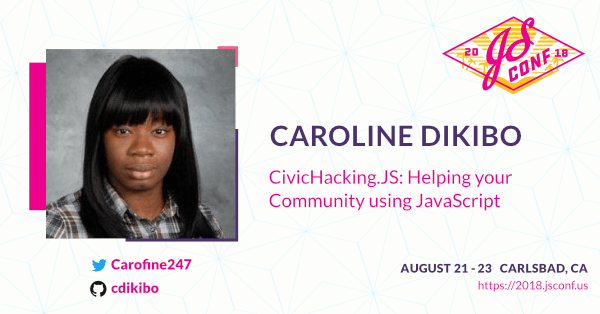 20 JS 18
CONF
CAROLINE DIKIBO
CivicHacking.JS: Helping your
Community using JavaScript
Carofine247
cdikibo
AUGUST 21 - 23 CARLSBAD, CA
https://2018.jsconf.us